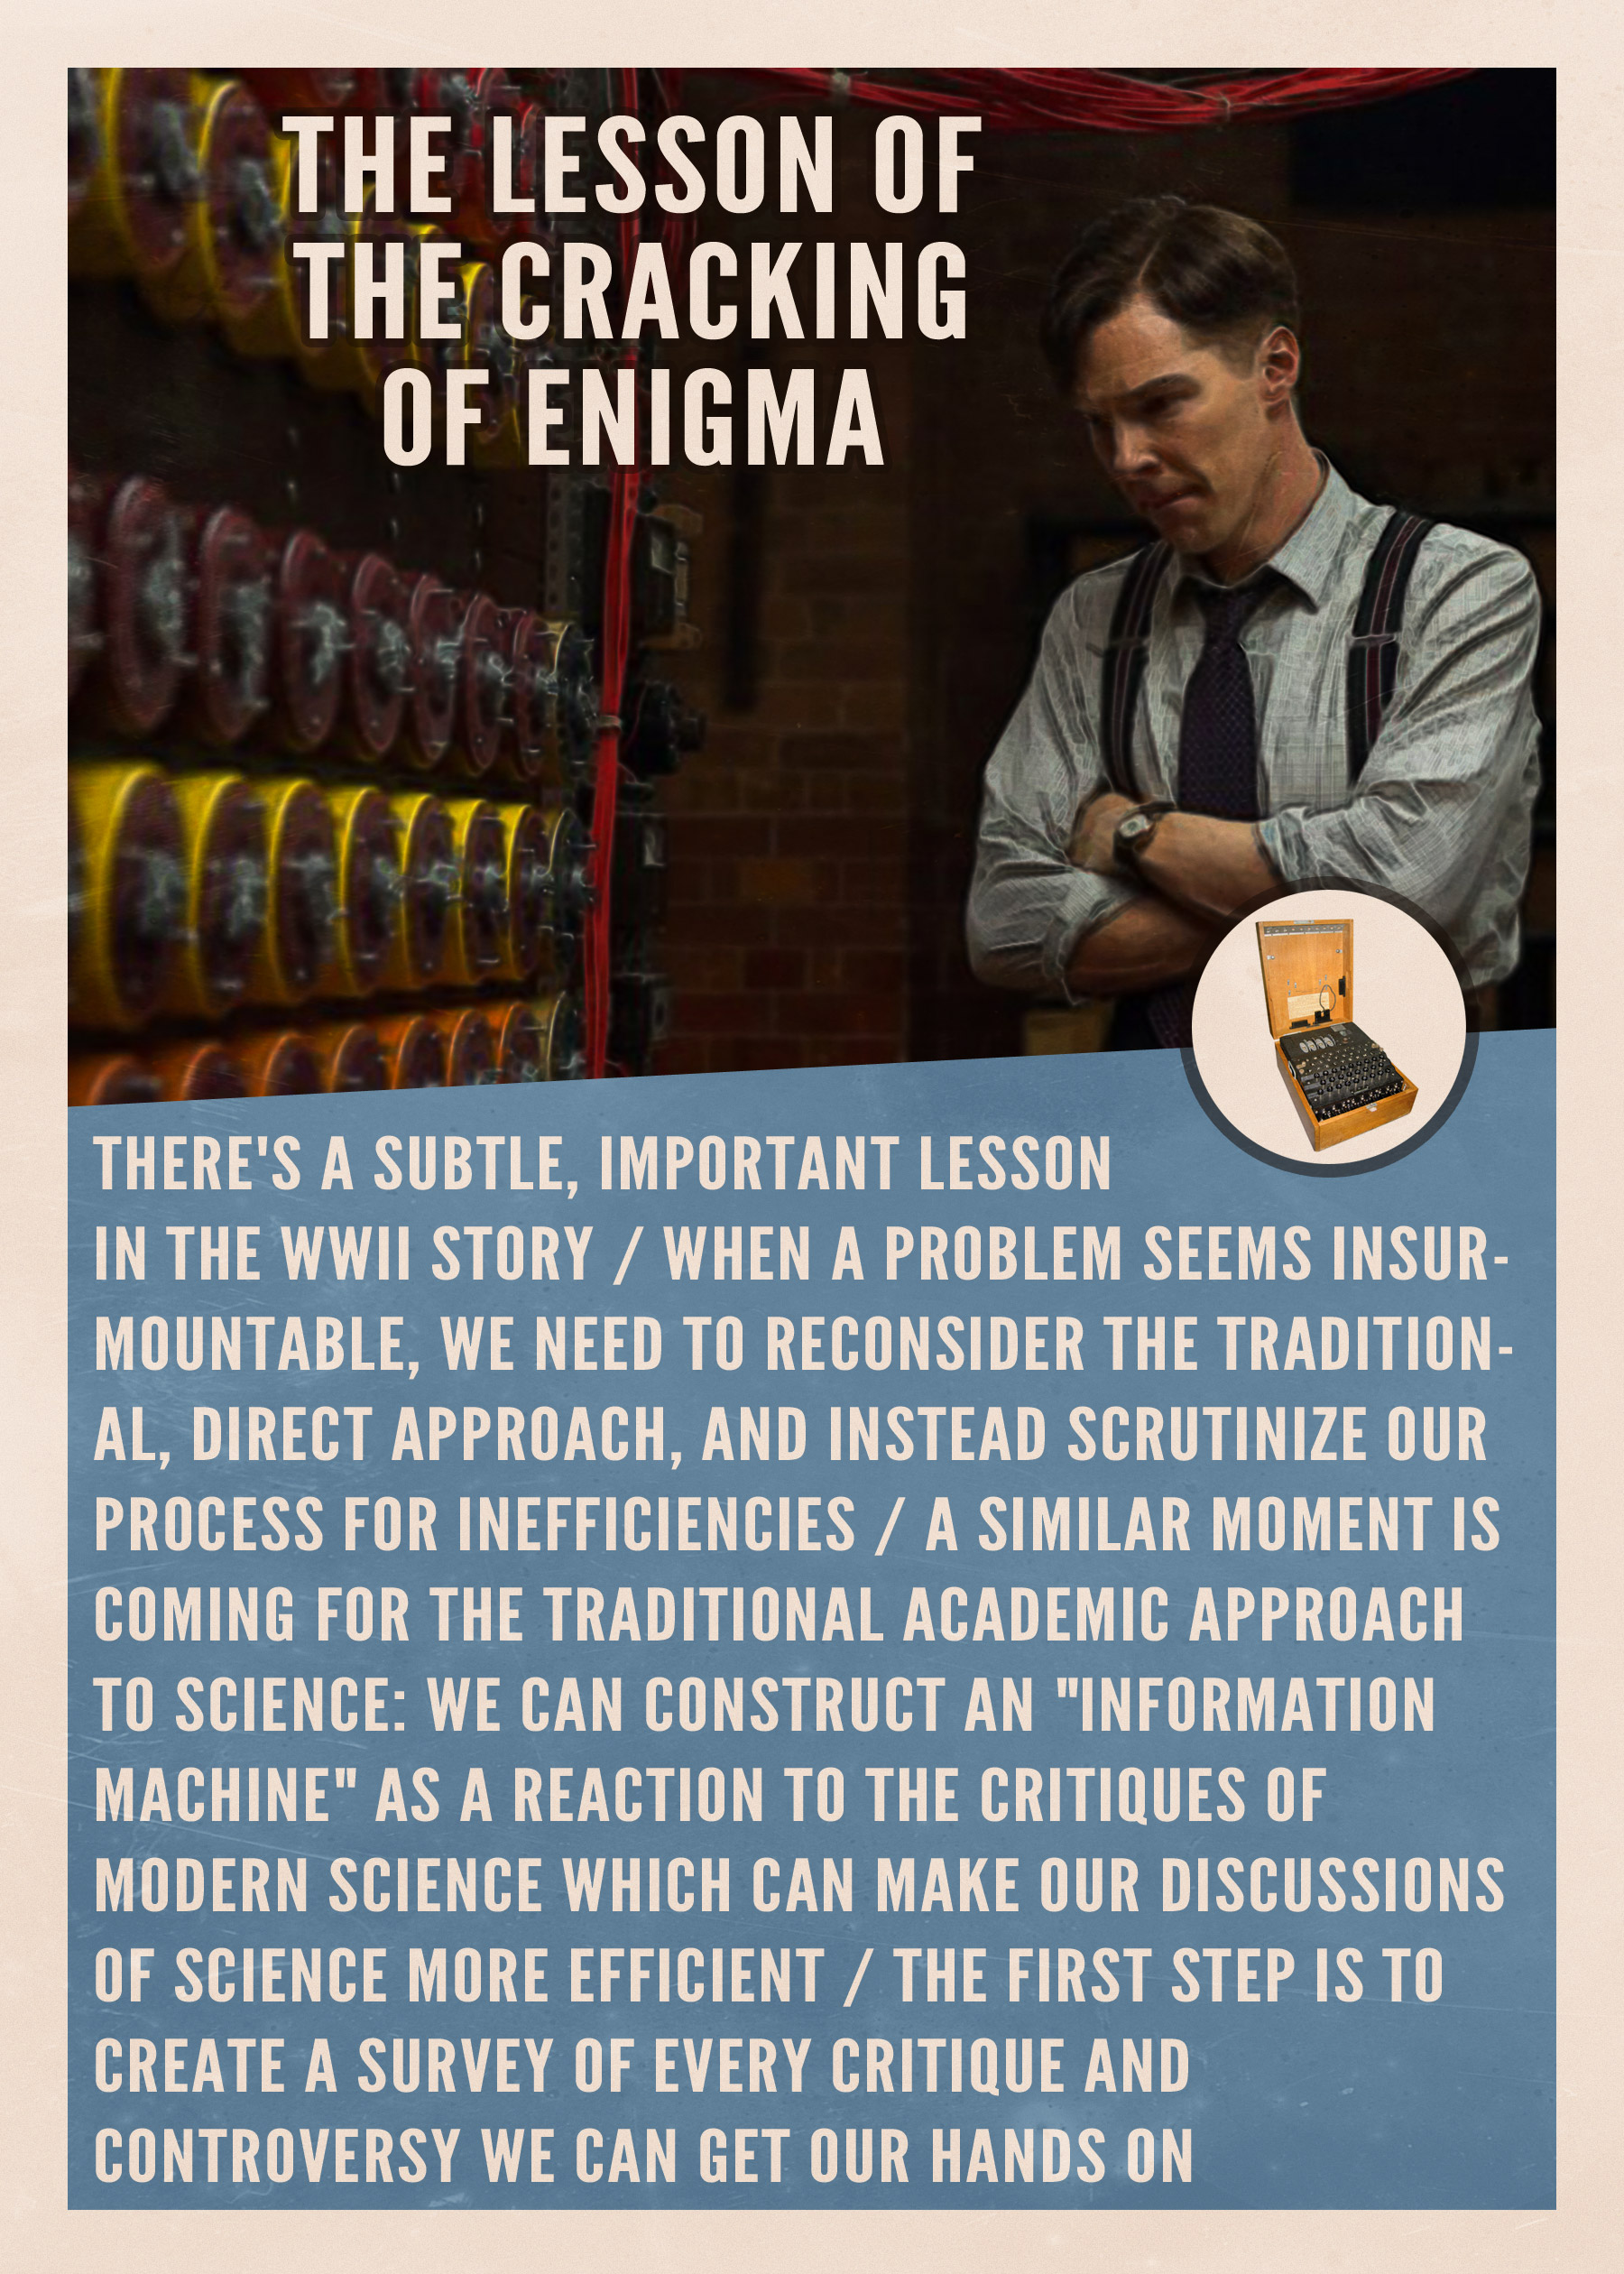 THE LESSON OF
THE CRACKING
OF ENIGMA
THERE'S A SUBTLE, IMPORTANT LESSON
IN THE WWII STORY / WHEN A PROBLEM SEEMS INSUR-
MOUNTABLE, WE NEED TO RECONSIDER THE TRADITION-
AL, DIRECT APPROACH, AND INSTEAD SCRUTINIZE OUR
PROCESS FOR INEFFICIENCIES / A SIMILAR MOMENT IS
COMING FOR THE TRADITIONAL ACADEMIC APPROACH
TO SCIENCE: WE CAN CONSTRUCT AN "INFORMATION
MACHINE" AS A REACTION TO THE CRITIQUES OF
MODERN SCIENCE WHICH CAN MAKE OUR DISCUSSIONS
OF SCIENCE MORE EFFICIENT / THE FIRST STEP IS TO
CREATE A SURVEY OF EVERY CRITIQUE AND
CONTROVERSY WE CAN GET OUR HANDS ON